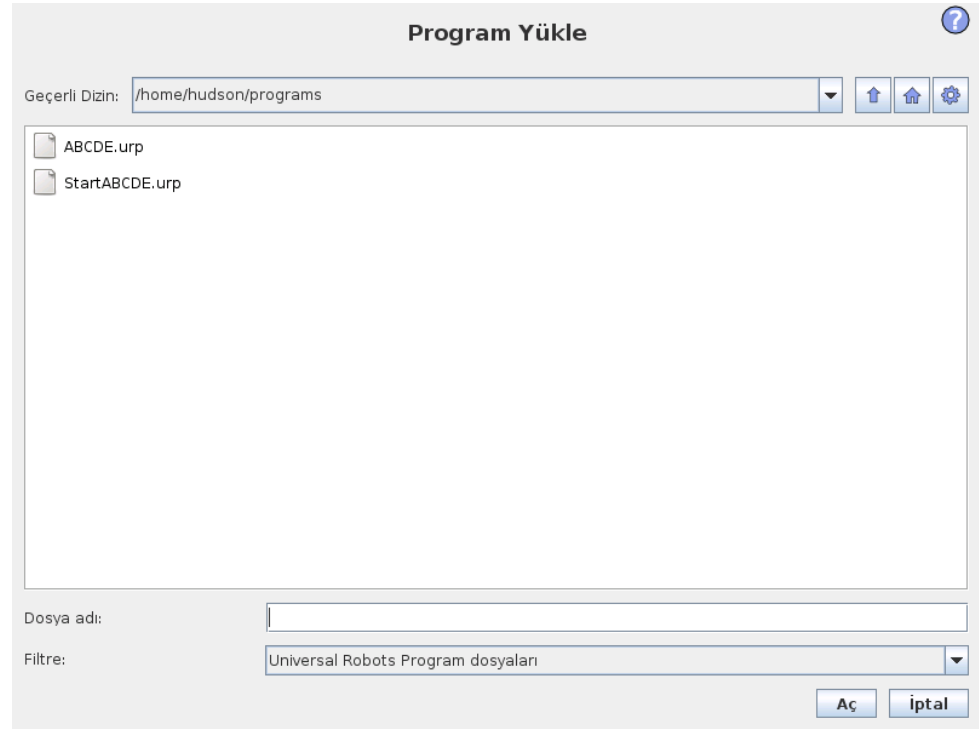 Program Yükle
Geçerli Dizin: /home/hudson/programs
ABCDE.urp
StartABCDE.urp
Dosya adı:
Filtre: Universal Robots Program dosyaları
Aç İptal